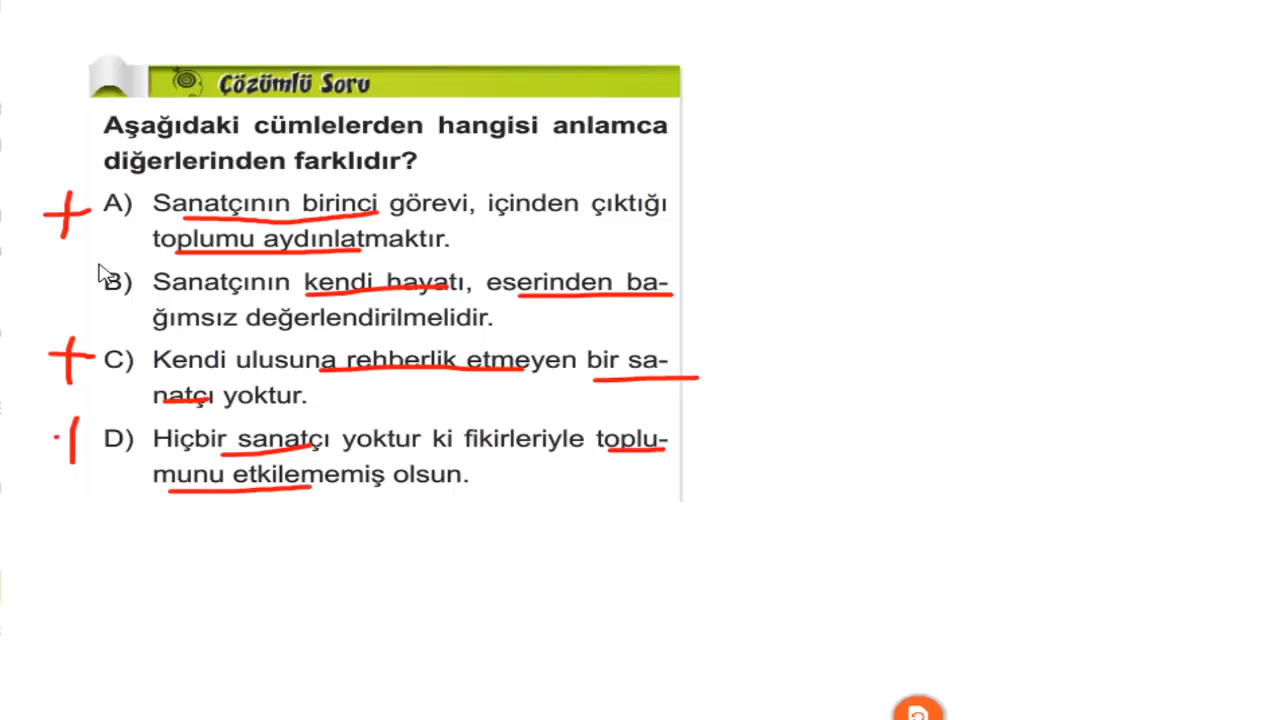 Çözümlü Soru
Aşağıdaki cümlelerden hangisi anlamca
diğerlerinden farklıdır?
A) Sanatçının birinci görevi, içinden çıktığı
toplumu aydınlatmaktır.
B) Sanatçının kendi hayatı, eserinden ba-
ğımsız değerlendirilmelidir.
C) Kendi ulusuna rehberlik etmeyen bir sa-
natçı yoktur.
D) Hiçbir sanatçı yoktur ki fikirleriyle toplu-
munu etkilememiş olsun.